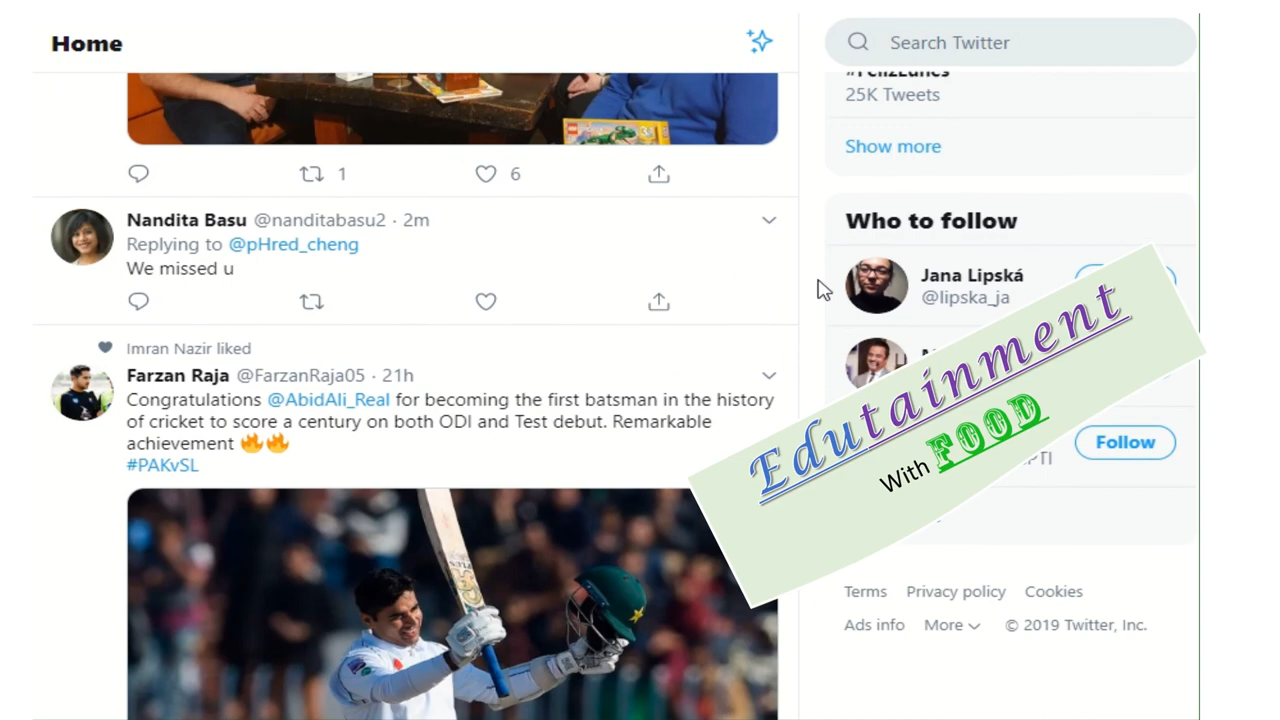 Home
1
6
Nandita Basu @nanditabasu2 · 2m
Replying to @pHred_cheng
We missed u
Imran Nazir liked
Farzan Raja @FarzanRaja05 · 21h
Congratulations @AbidAli_Real for becoming the first batsman in the history
of cricket to score a century on both ODI and Test debut. Remarkable
achievement 🔥🔥
#PAKvSL
Search Twitter
#FelizLunes
25K Tweets
Show more
Who to follow
Jana Lipská
@lipska_ja
Edutainment
With FOOD
Follow
Terms Privacy policy Cookies
Ads info More © 2019 Twitter, Inc.